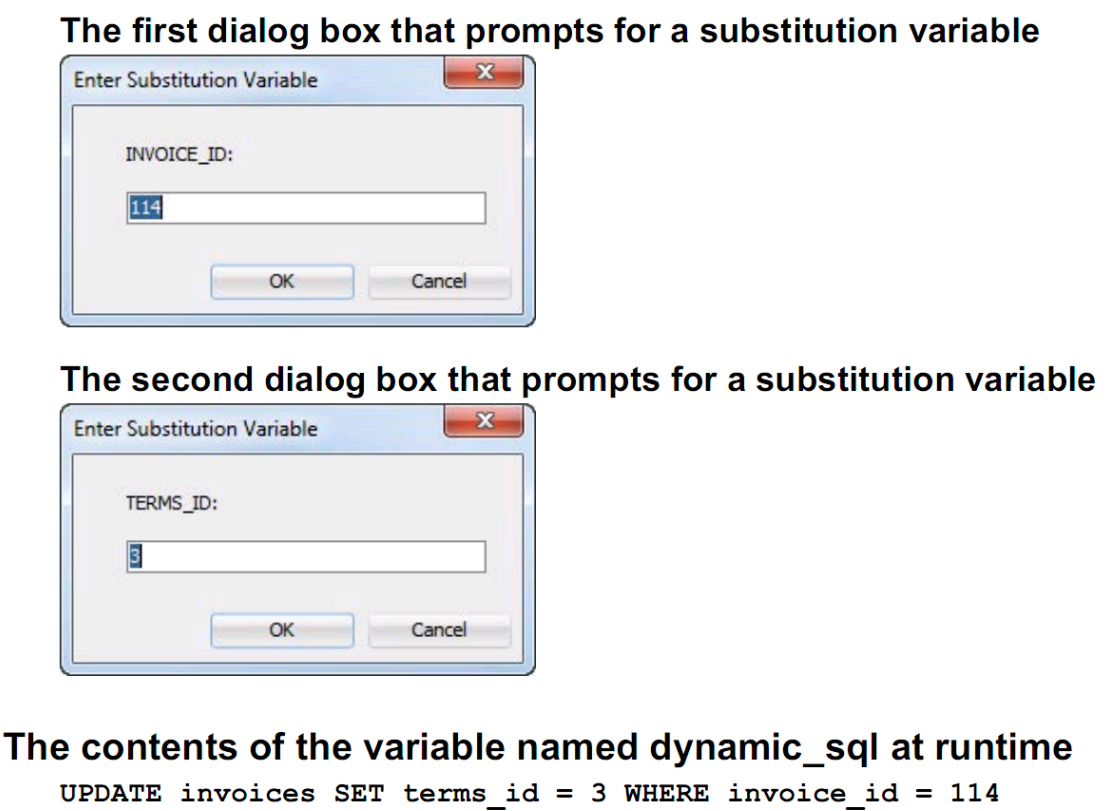 The first dialog box that prompts for a substitution variable
Enter Substitution Variable
INVOICE_ID:
114
OK Cancel
The second dialog box that prompts for a substitution variable
Enter Substitution Variable
TERMS_ID:
3
OK Cancel
The contents of the variable named dynamic_sql at runtime
UPDATE invoices SET terms_id = 3 WHERE invoice_id = 114